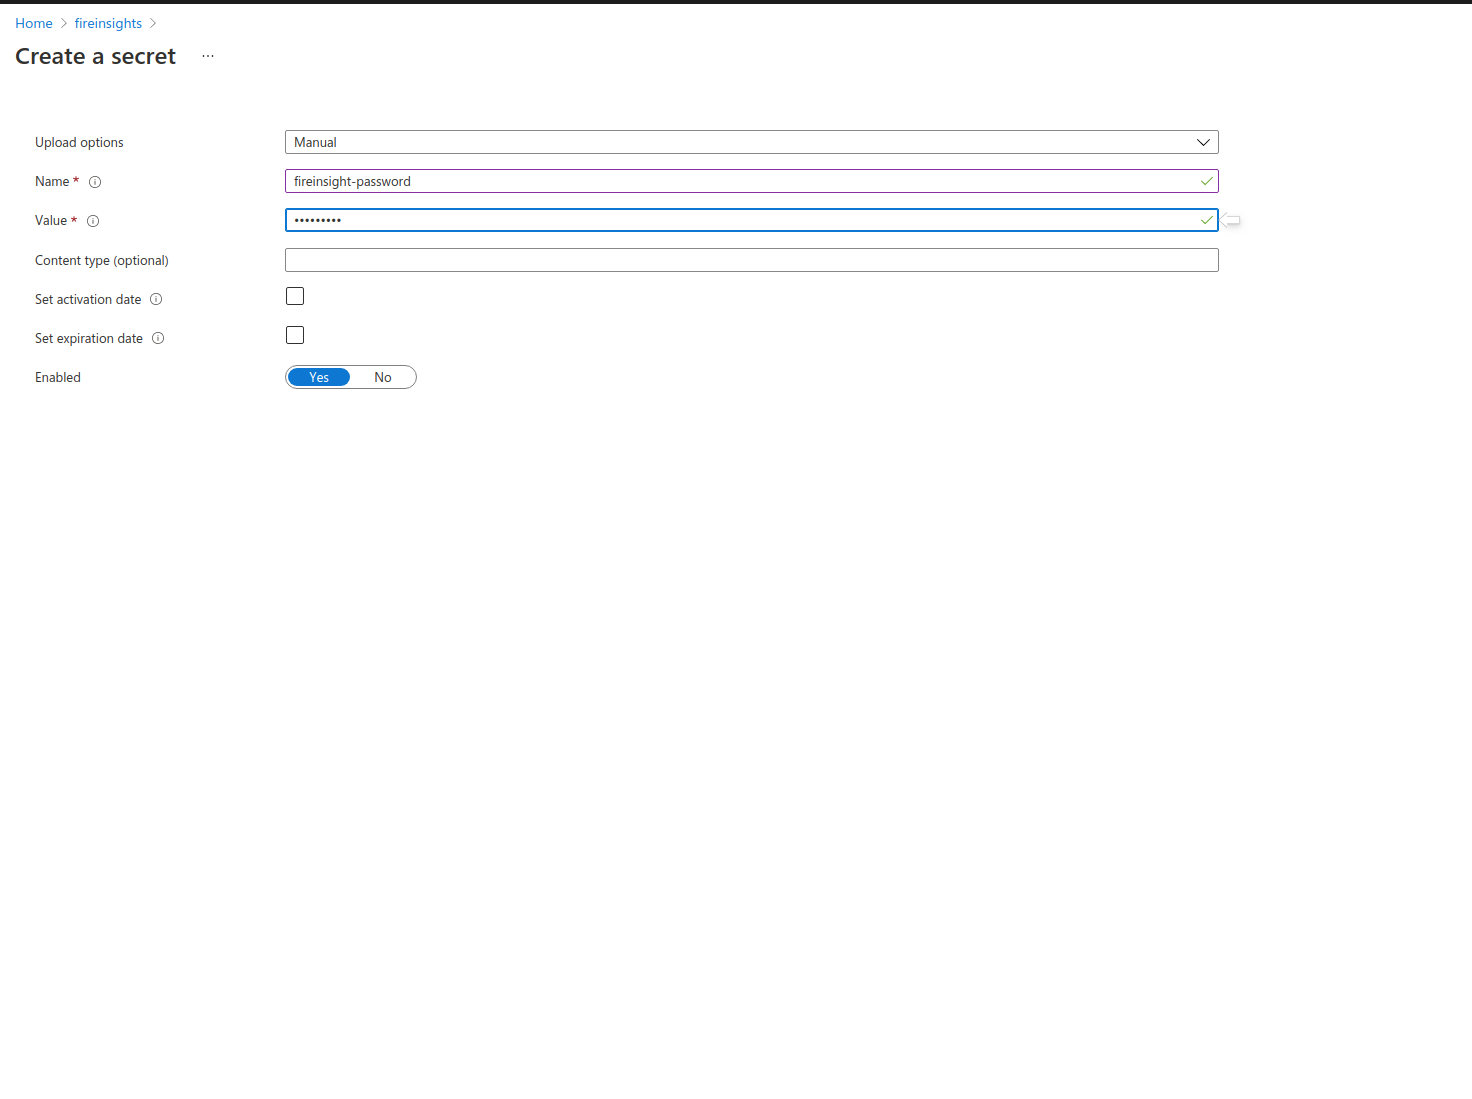 Home > fireinsights >
Create a secret ...
Upload options Manual
Name * fireinsight-password
Value * •••••••••
Content type (optional)
Set activation date
Set expiration date
Enabled Yes No